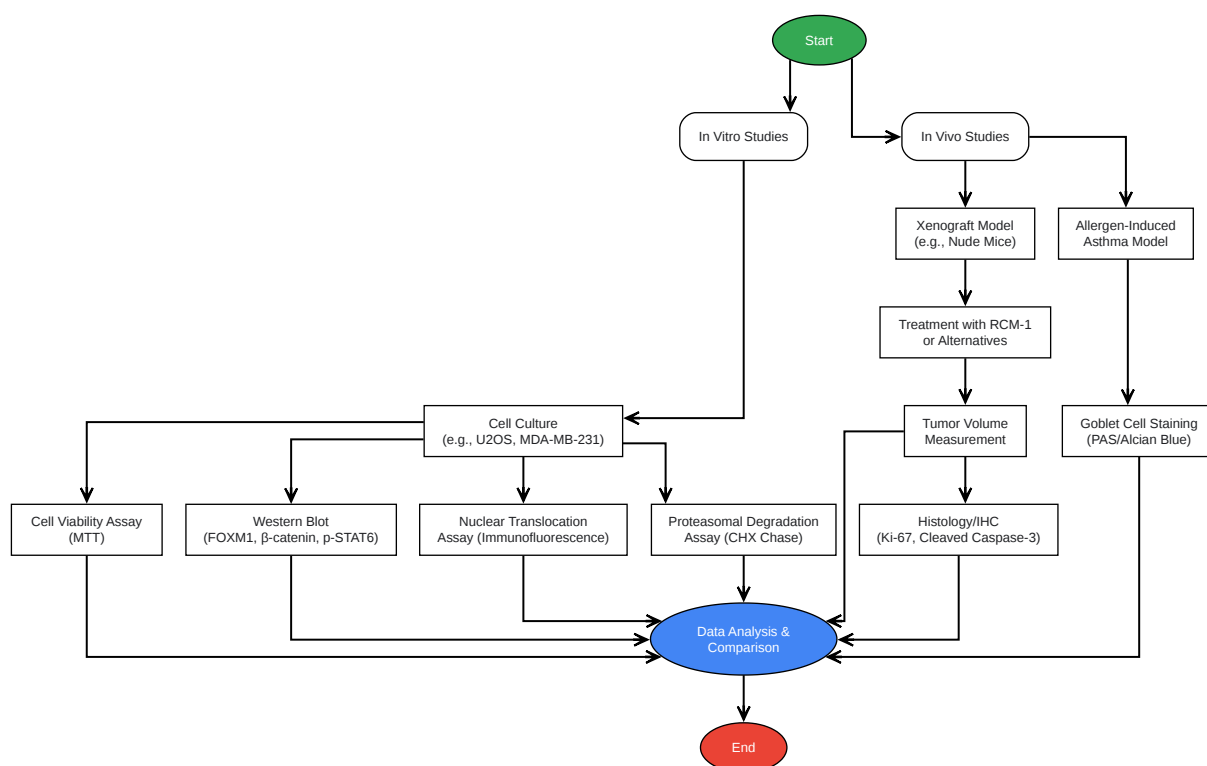 Start
In Vitro Studies
In Vivo Studies
Xenograft Model
(e.g., Nude Mice)
Allergen-Induced
Asthma Model
Treatment with RCM-1
or Alternatives
Cell Culture
(e.g., U2OS, MDA-MB-231)
Tumor Volume
Measurement
Goblet Cell Staining
(PAS/Alcian Blue)
Cell Viability Assay
(MTT)
Western Blot
(FOXM1, β-catenin, p-STAT6)
Nuclear Translocation
Assay (Immunofluorescence)
Proteasomal Degradation
Assay (CHX Chase)
Histology/IHC
(Ki-67, Cleaved Caspase-3)
Data Analysis &
Comparison
End